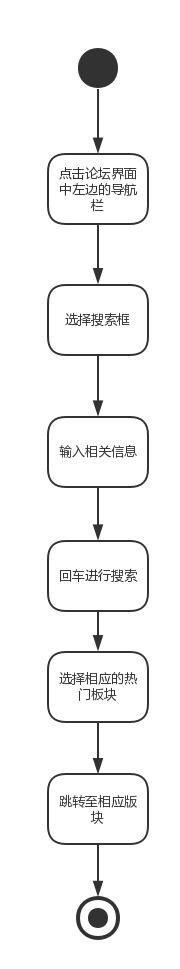 点击论坛界面
中左边的导航
栏
选择搜索框
输入相关信息
回车进行搜索
选择相应的热
门板块
跳转至相应版
块